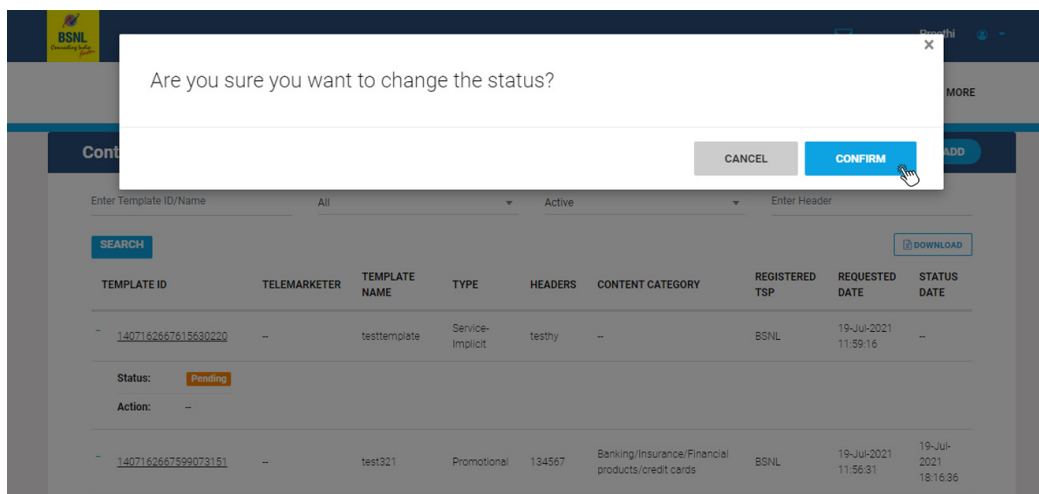 BSNL
Connecting India
Preethi
×
Are you sure you want to change the status?
MORE
Cont
CANCEL
CONFIRM
ADD
Enter Template ID/Name All Active Enter Header
SEARCH
DOWNLOAD
TEMPLATE ID TELEMARKETER TEMPLATE NAME TYPE HEADERS CONTENT CATEGORY REGISTERED TSP REQUESTED DATE STATUS DATE
1407162667615630220 -- testtemplate Service-Implicit testhy -- BSNL 19-Jul-2021 11:59:16 --
Status: Pending
Action: --
1407162667599073151 -- test321 Promotional 134567 Banking/Insurance/Financial products/credit cards BSNL 19-Jul-2021 11:56:31 19-Jul-2021 18:16:36